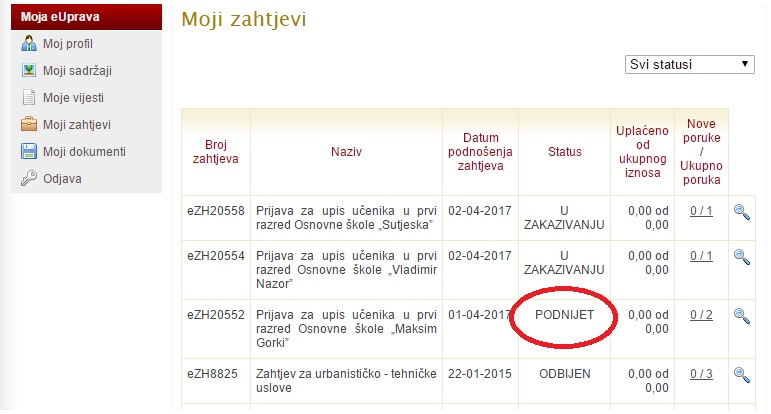 Moja eUprava
Moj profil
Moji sadržaji
Moje vijesti
Moji zahtjevi
Moji dokumenti
Odjava
Moji zahtjevi
Svi statusi
Broj
zahtjeva
Naziv
Datum
podnošenja
zahtjeva
Status
Uplaćeno
od
ukupnog
iznosa
Nove
poruke
/
Ukupno
poruka
eZH20558
Prijava za upis učenika u prvi
razred Osnovne škole „Sutjeska”
02-04-2017
U
ZAKAZIVANJU
0,00 od
0,00
0 / 1
eZH20554
Prijava za upis učenika u prvi
razred Osnovne škole „Vladimir
Nazor”
02-04-2017
U
ZAKAZIVANJU
0,00 od
0,00
0 / 1
eZH20552
Prijava za upis učenika u prvi
razred Osnovne škole „Maksim
Gorki”
01-04-2017
PODNIJET
0,00 od
0,00
0 / 2
eZH8825
Zahtjev za urbanističko - tehničke
uslove
22-01-2015
ODBIJEN
0,00 od
0,00
0 / 3